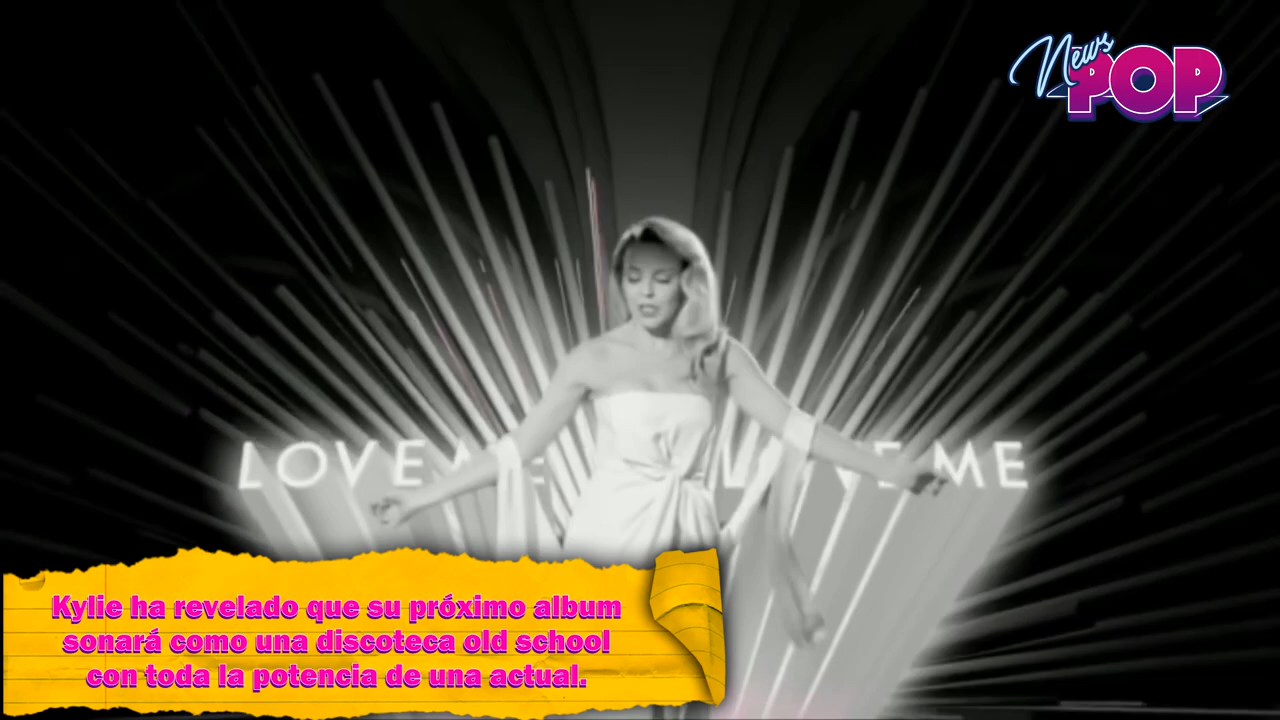 News
POP
LOVE ME
Kylie ha revelado que su próximo album
sonará como una discoteca old school
con toda la potencia de una actual.